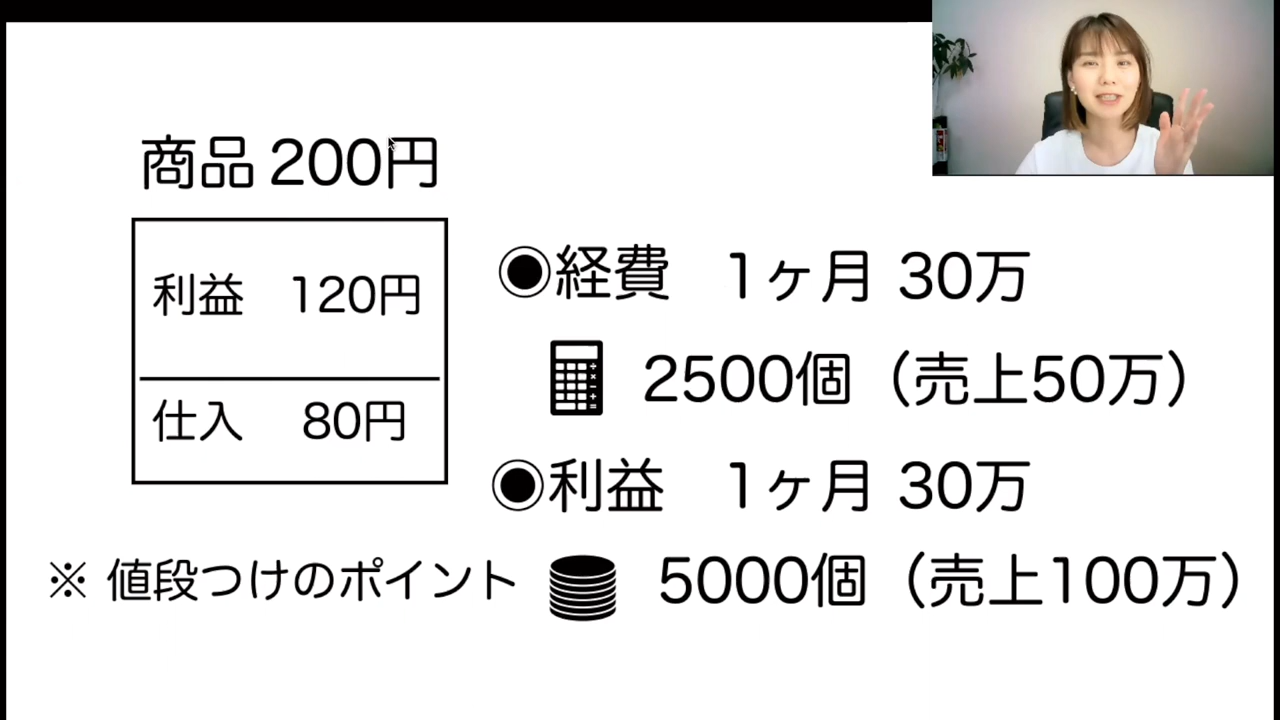 商品 200円
利益 120円
仕入 80円
◉経費 1ヶ月 30万
2500個（売上50万）
◉利益 1ヶ月 30万
5000個（売上100万）
※ 値段つけのポイント